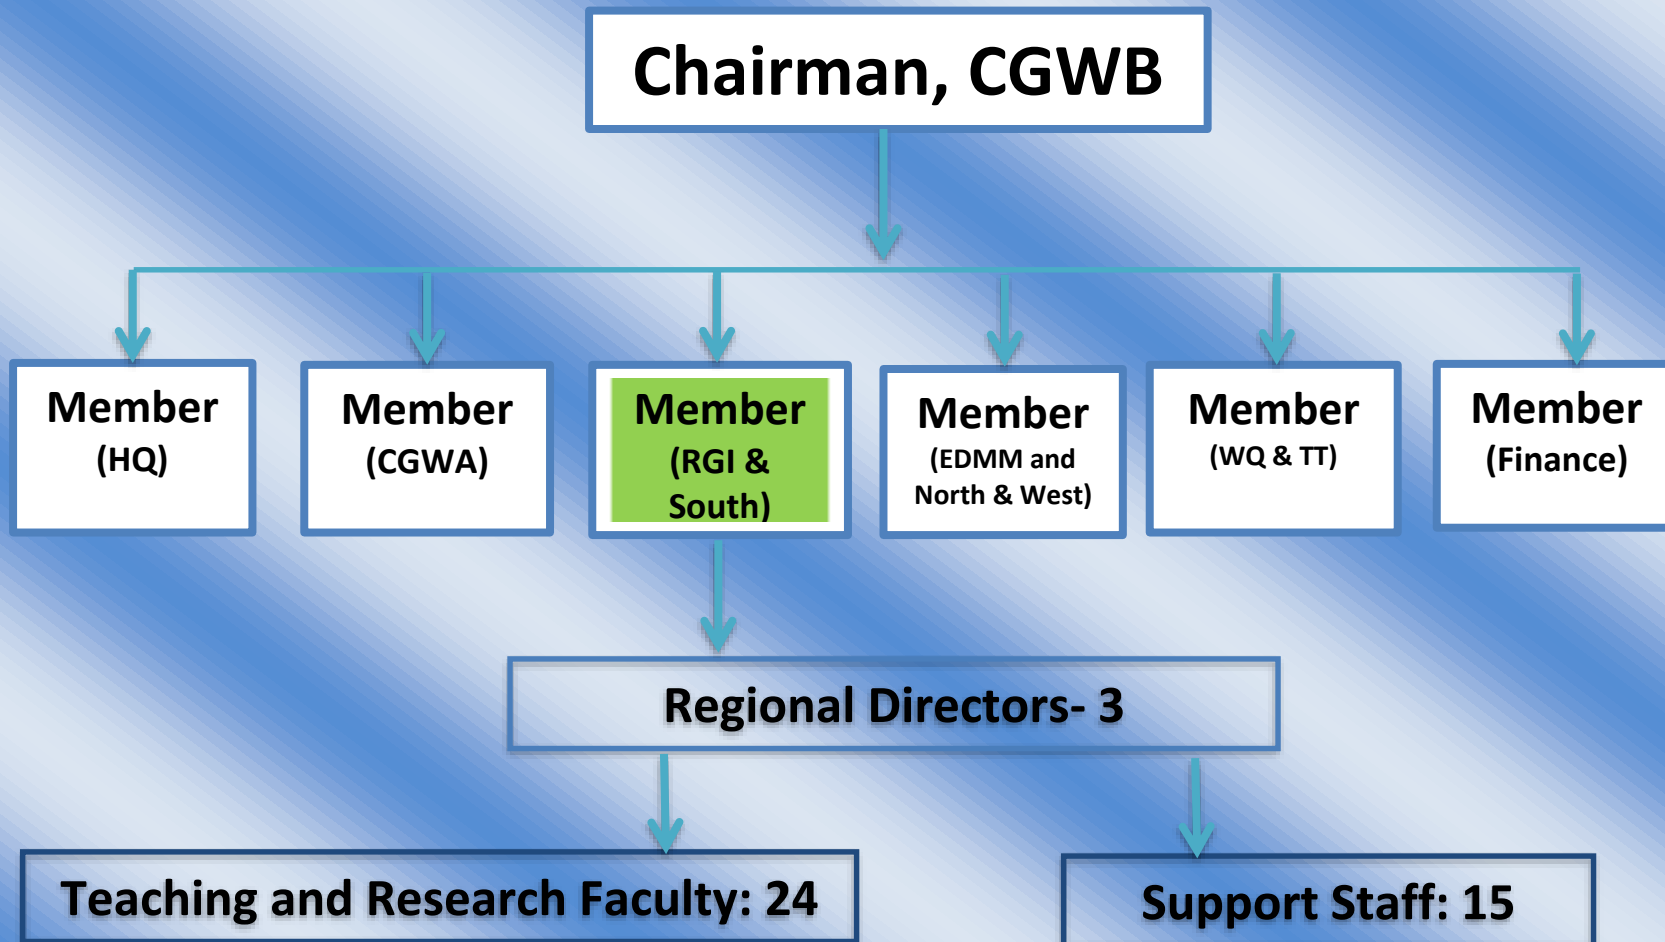 Chairman, CGWB
Member
(HQ)
Member
(CGWA)
Member
(RGI &
South)
Member
(EDMM and
North & West)
Member
(WQ & TT)
Member
(Finance)
Regional Directors- 3
Teaching and Research Faculty: 24
Support Staff: 15